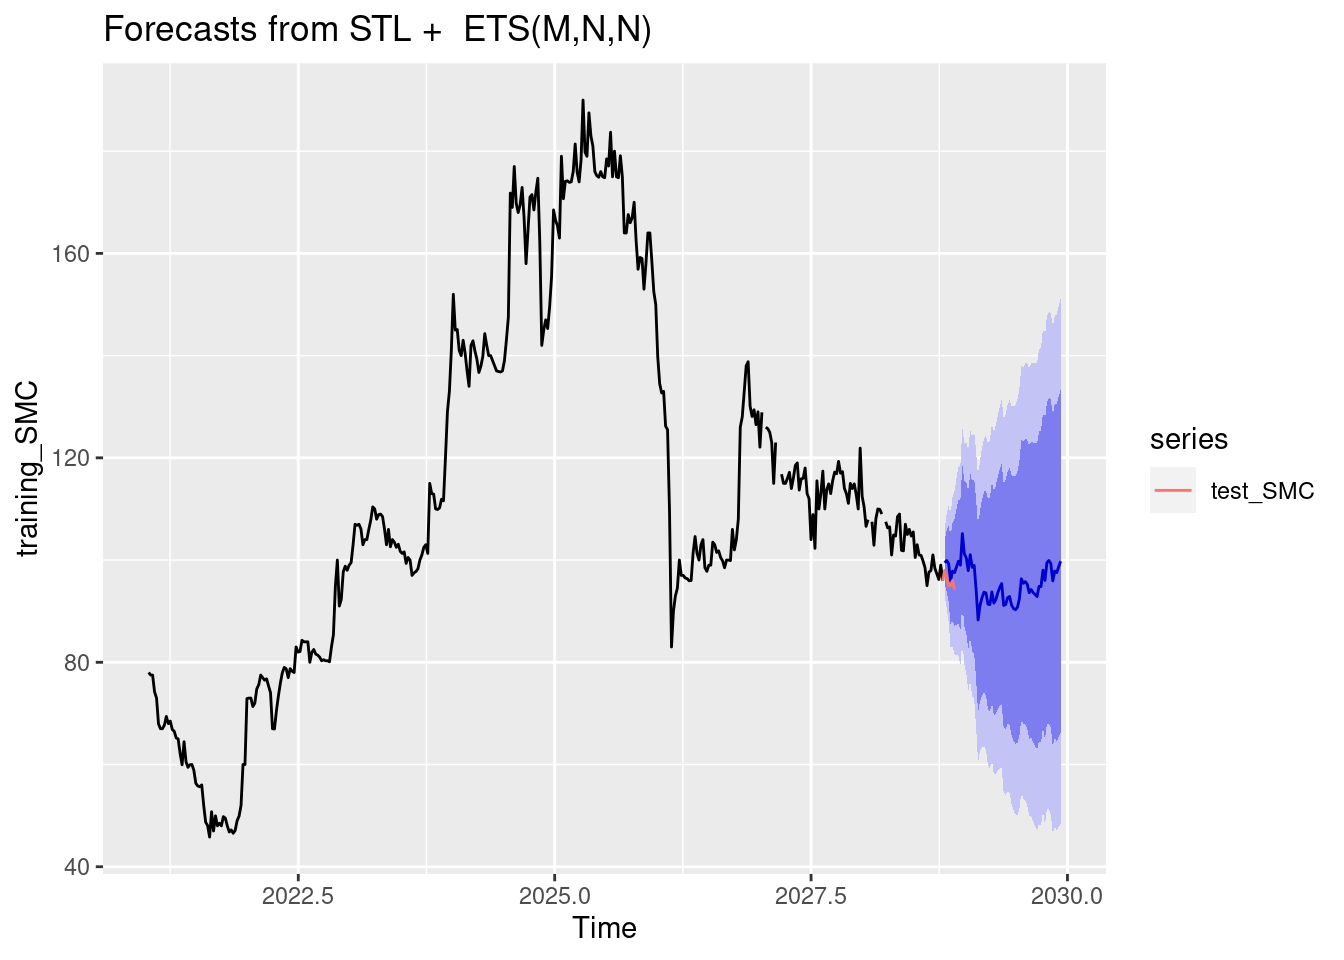 Forecasts from STL +  ETS(M,N,N)
training_SMC
160
120
80
40
2022.5
2025.0
2027.5
2030.0
Time
series
test_SMC